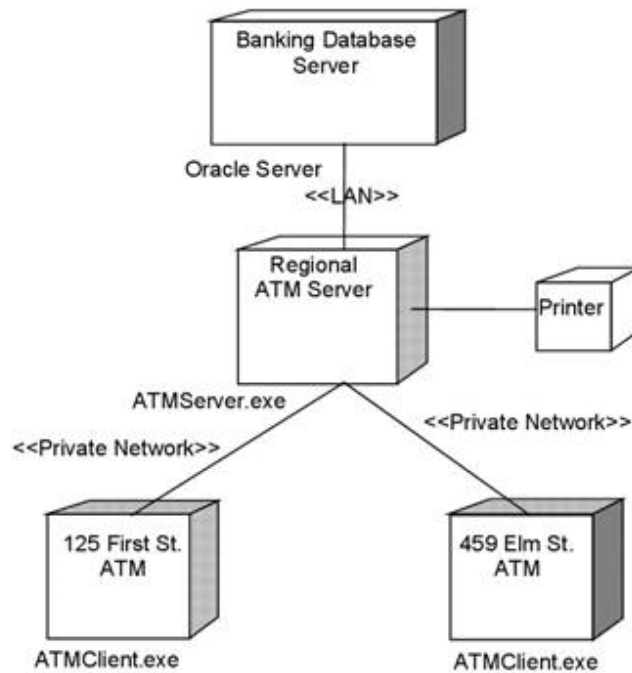 Banking Database
Server
Oracle Server
<<LAN>>
Regional
ATM Server
Printer
ATMServer.exe
<<Private Network>>
<<Private Network>>
125 First St.
ATM
459 Elm St.
ATM
ATMClient.exe
ATMClient.exe